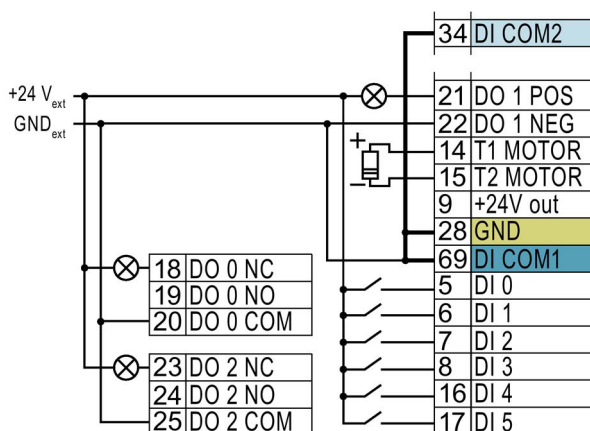 34 DI COM2
+24 Vext
21 DO 1 POS
GNDext
22 DO 1 NEG
+
14 T1 MOTOR
−
15 T2 MOTOR
9 +24V out
28 GND
69 DI COM1
18 DO 0 NC
5 DI 0
19 DO 0 NO
6 DI 1
20 DO 0 COM
7 DI 2
23 DO 2 NC
8 DI 3
24 DO 2 NO
16 DI 4
25 DO 2 COM
17 DI 5